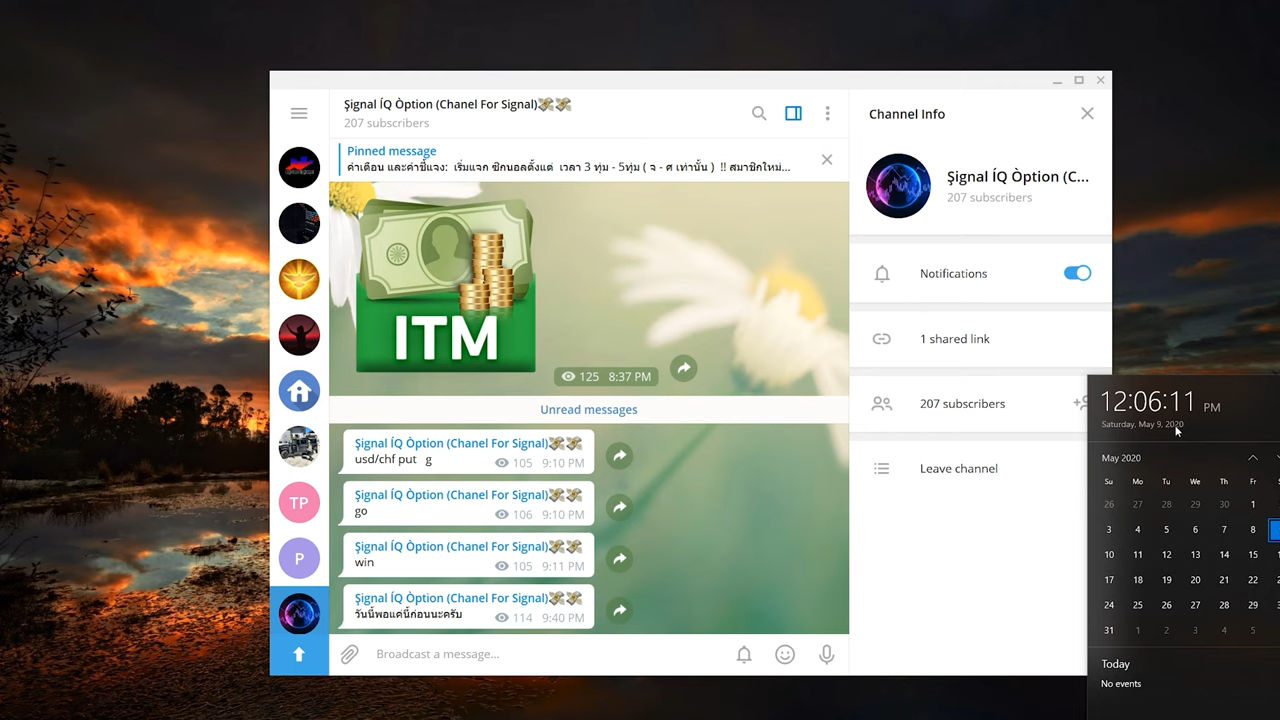 Şignal ÍQ Òption (Chanel For Signal)💸💸
207 subscribers
Pinned message
ค่าเดือน และคำชี้แจง: เริ่มแจก ซิกนอลตั้งแต่ เวลา 3 ทุ่ม - 5ทุ่ม ( จ - ศ เท่านั้น ) !! สมาชิกใหม่...
ITM
125 8:37 PM
Unread messages
Şignal ÍQ Òption (Chanel For Signal)💸💸
usd/chf put g 105 9:10 PM
Şignal ÍQ Òption (Chanel For Signal)💸💸
go 106 9:10 PM
Şignal ÍQ Òption (Chanel For Signal)💸💸
win 105 9:11 PM
Şignal ÍQ Òption (Chanel For Signal)💸💸
วันนี้พอแค่นี้ก่อนนะครับ 114 9:40 PM
Broadcast a message...
TP
P
Channel Info
Şignal ÍQ Òption (C...
207 subscribers
Notifications
1 shared link
207 subscribers
Leave channel
12:06:11 PM
Saturday, May 9, 2020
May 2020
Su Mo Tu We Th Fr
26 27 28 29 30 1
3 4 5 6 7 8
10 11 12 13 14 15
17 18 19 20 21 22
24 25 26 27 28 29
31 1 2 3 4 5
Today
No events